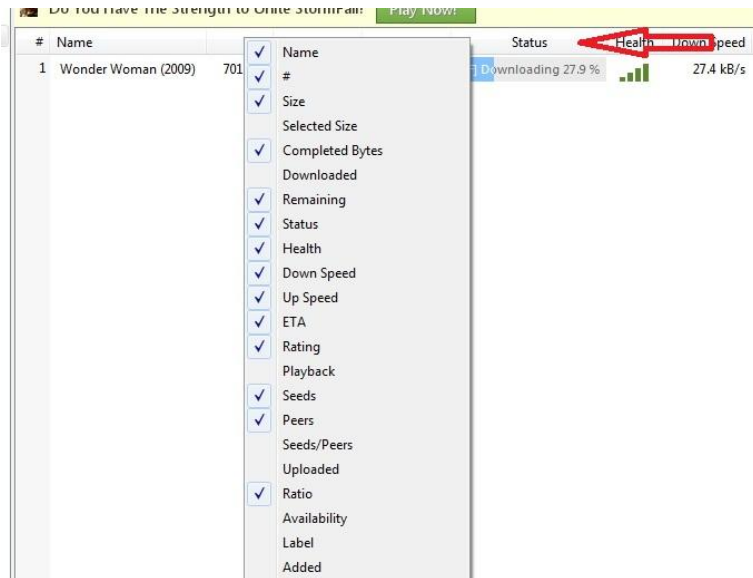 Do You Have The Strength to Unite StormFall? Play Now!
# Name Status Health Down Speed
1 Wonder Woman (2009) 701 Downloading 27.9 % 27.4 kB/s
Name
#
Size
Selected Size
Completed Bytes
Downloaded
Remaining
Status
Health
Down Speed
Up Speed
ETA
Rating
Playback
Seeds
Peers
Seeds/Peers
Uploaded
Ratio
Availability
Label
Added